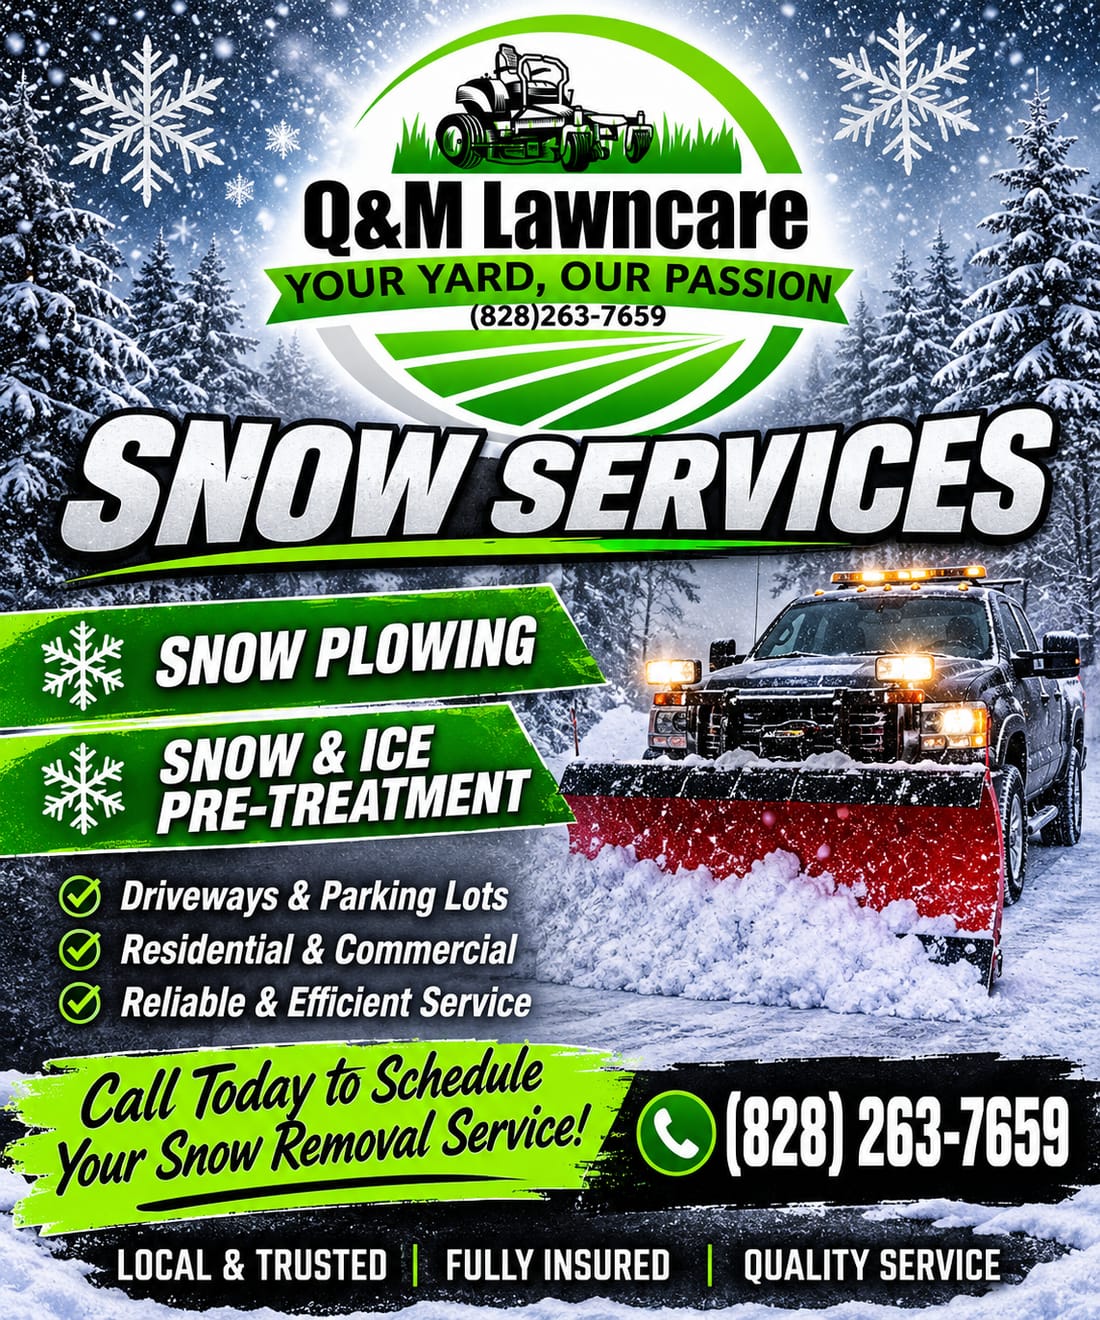 Q&M Lawncare
YOUR YARD, OUR PASSION
(828)263-7659
SNOW SERVICES
SNOW PLOWING
SNOW & ICE
PRE-TREATMENT
Driveways & Parking Lots
Residential & Commercial
Reliable & Efficient Service
Call Today to Schedule
Your Snow Removal Service!
(828) 263-7659
LOCAL & TRUSTED | FULLY INSURED | QUALITY SERVICE